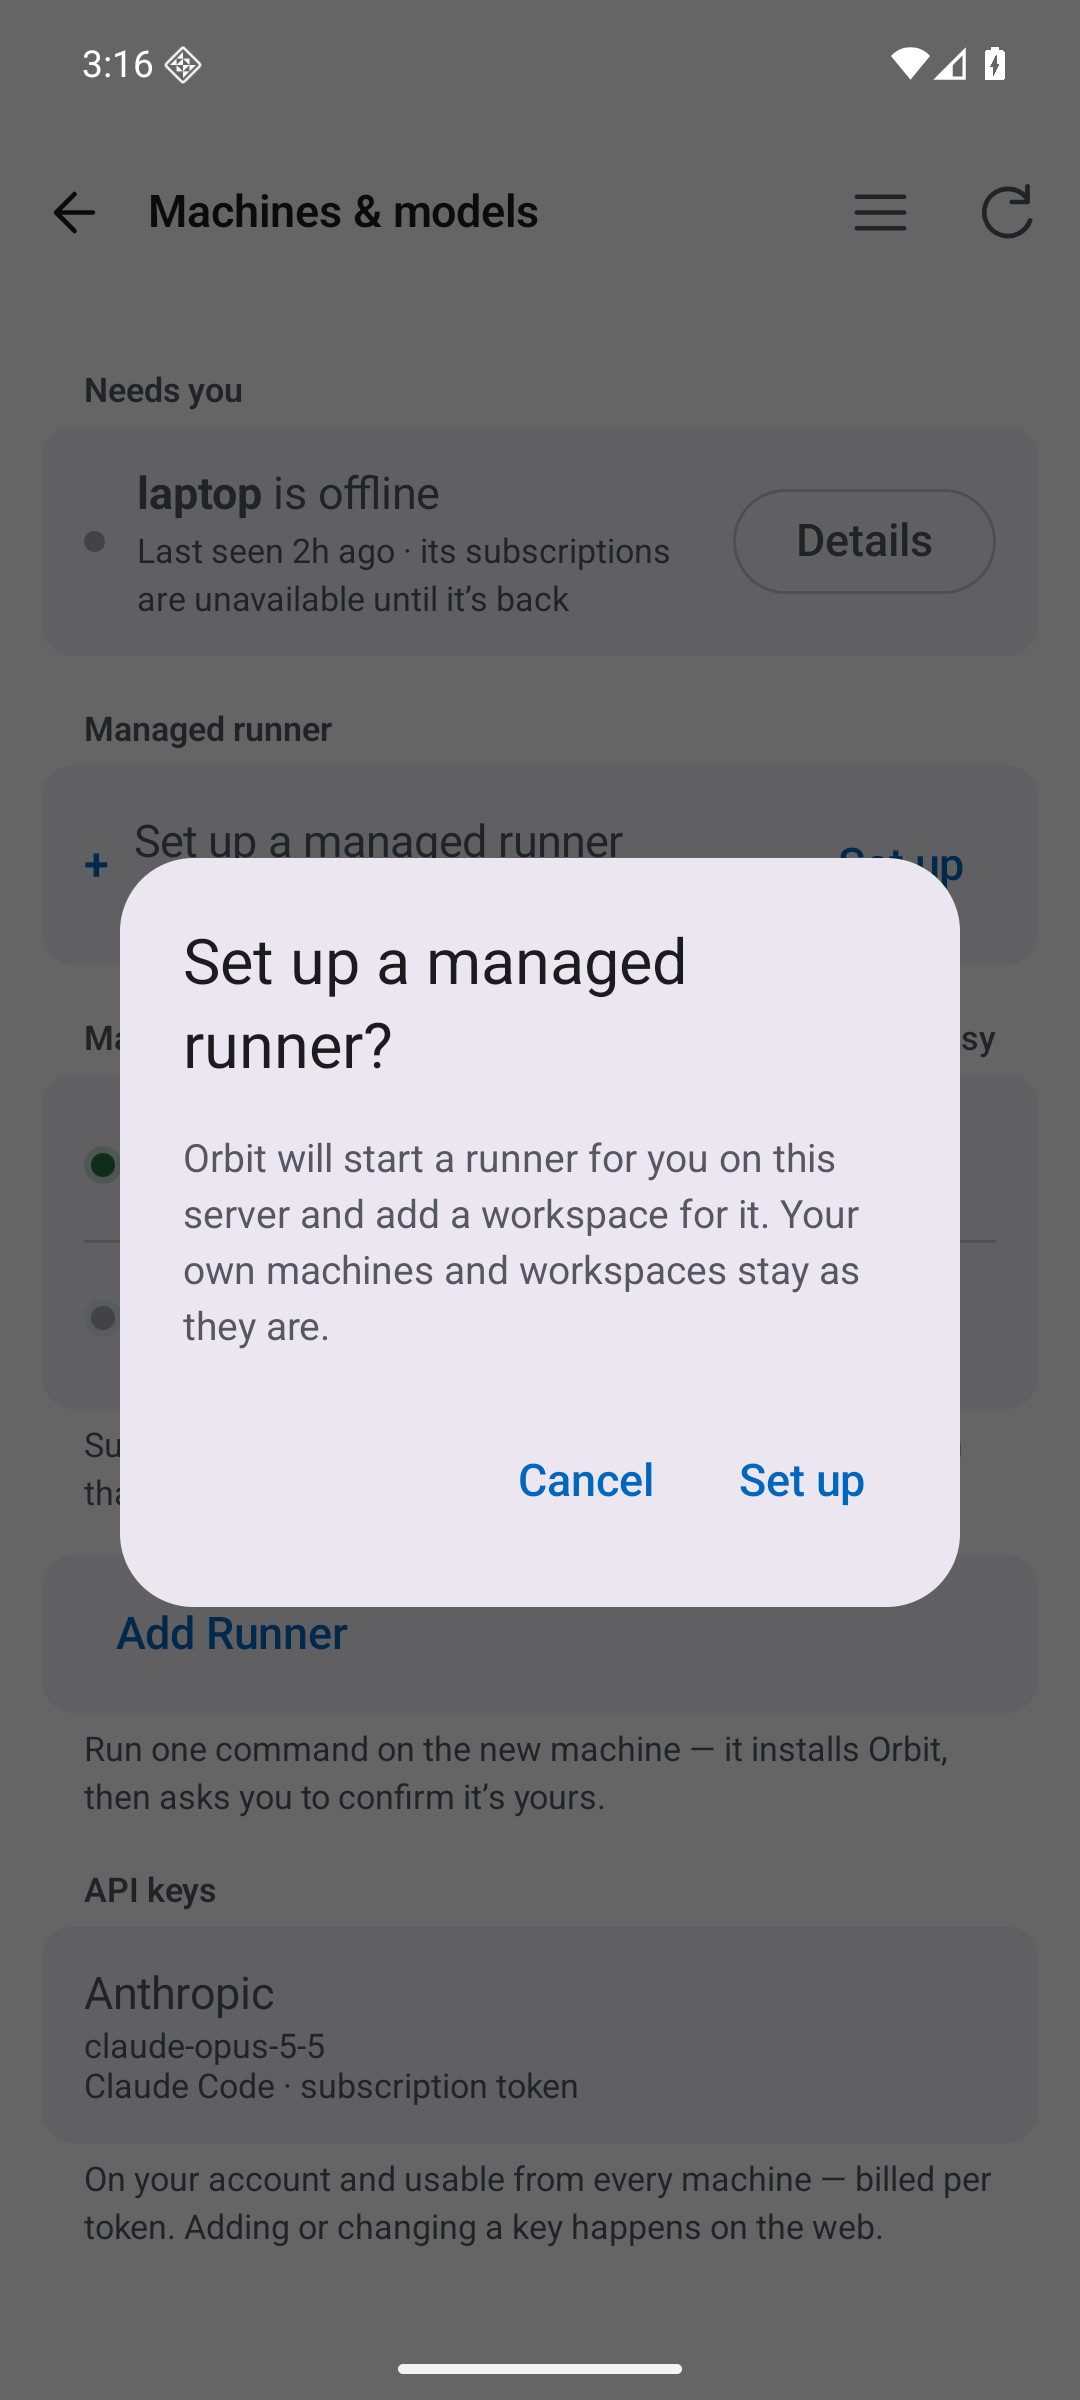 3:16
Machines & models
Needs you
laptop is offline
Last seen 2h ago · its subscriptions
are unavailable until it’s back
Details
Managed runner
+ Set up a managed runner
Set up
Set up a managed
runner?
Orbit will start a runner for you on this
server and add a workspace for it. Your
own machines and workspaces stay as
they are.
Cancel
Set up
Add Runner
Run one command on the new machine — it installs Orbit,
then asks you to confirm it’s yours.
API keys
Anthropic
claude-opus-5-5
Claude Code · subscription token
On your account and usable from every machine — billed per
token. Adding or changing a key happens on the web.